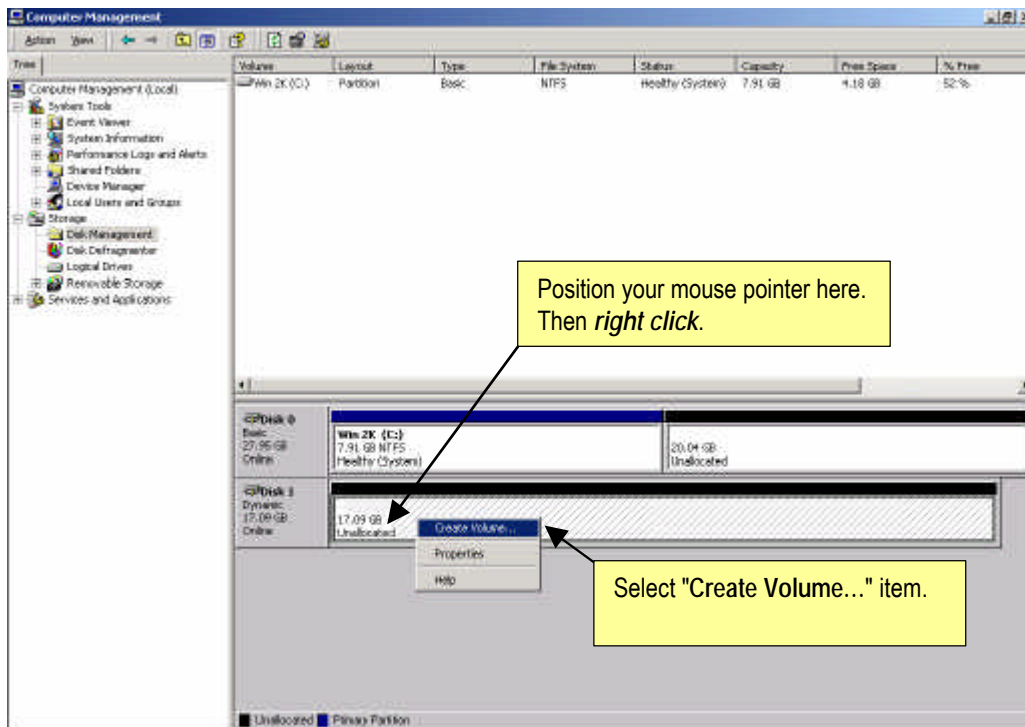 Computer Management
Action View
Tree
Computer Management (Local)
System Tools
Event Viewer
System Information
Performance Logs and Alerts
Shared Folders
Device Manager
Local Users and Groups
Storage
Disk Management
Disk Defragmenter
Logical Drives
Removable Storage
Services and Applications
Volume Layout Type File System Status Capacity Free Space % Free
Win 2K (C:) Partition Basic NTFS Healthy (System) 7.91 GB 4.18 GB 52 %
Position your mouse pointer here.
Then right click.
Disk 0
Basic
27.95 GB
Online
Win 2K (C:)
7.91 GB NTFS
Healthy (System)
20.04 GB
Unallocated
Disk 1
Dynamic
17.09 GB
Online
17.09 GB
Unallocated
Create Volume...
Properties
Help
Select "Create Volume…" item.
Unallocated Primary Partition